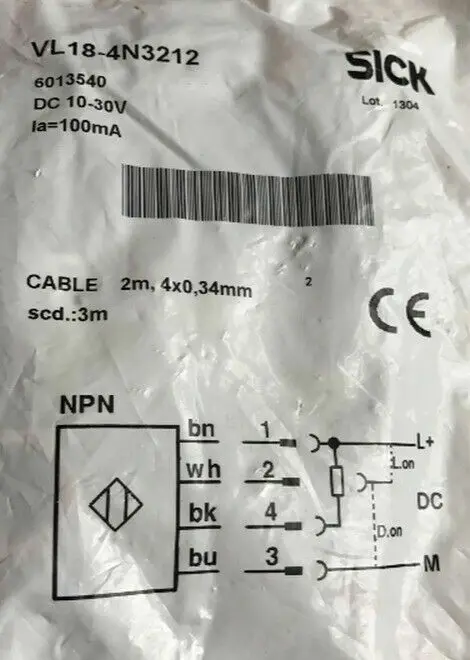 VL18-4N3212
SICK
6013540
Lot. 1304
DC 10-30V
Ia=100mA
CABLE 2m, 4x0,34mm 2
scd.:3m
CE
NPN
bn 1 L+
L.on
wh 2
DC
bk 4
D.on
bu 3 M